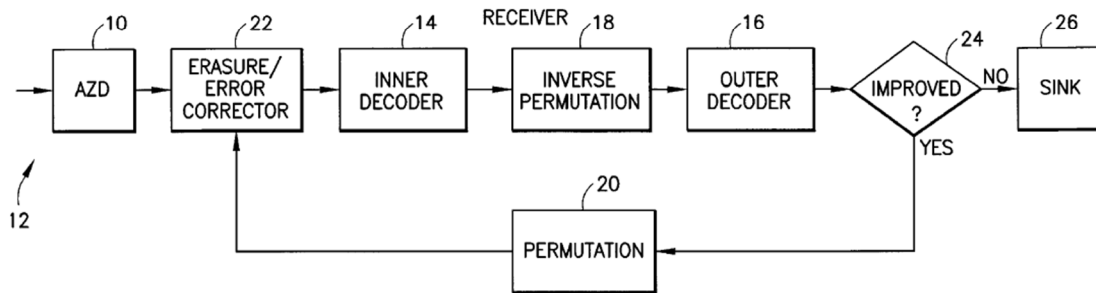 RECEIVER
10
22
14
18
16
24
26
AZD
ERASURE/
ERROR
CORRECTOR
INNER
DECODER
INVERSE
PERMUTATION
OUTER
DECODER
IMPROVED
?
NO
SINK
YES
12
20
PERMUTATION